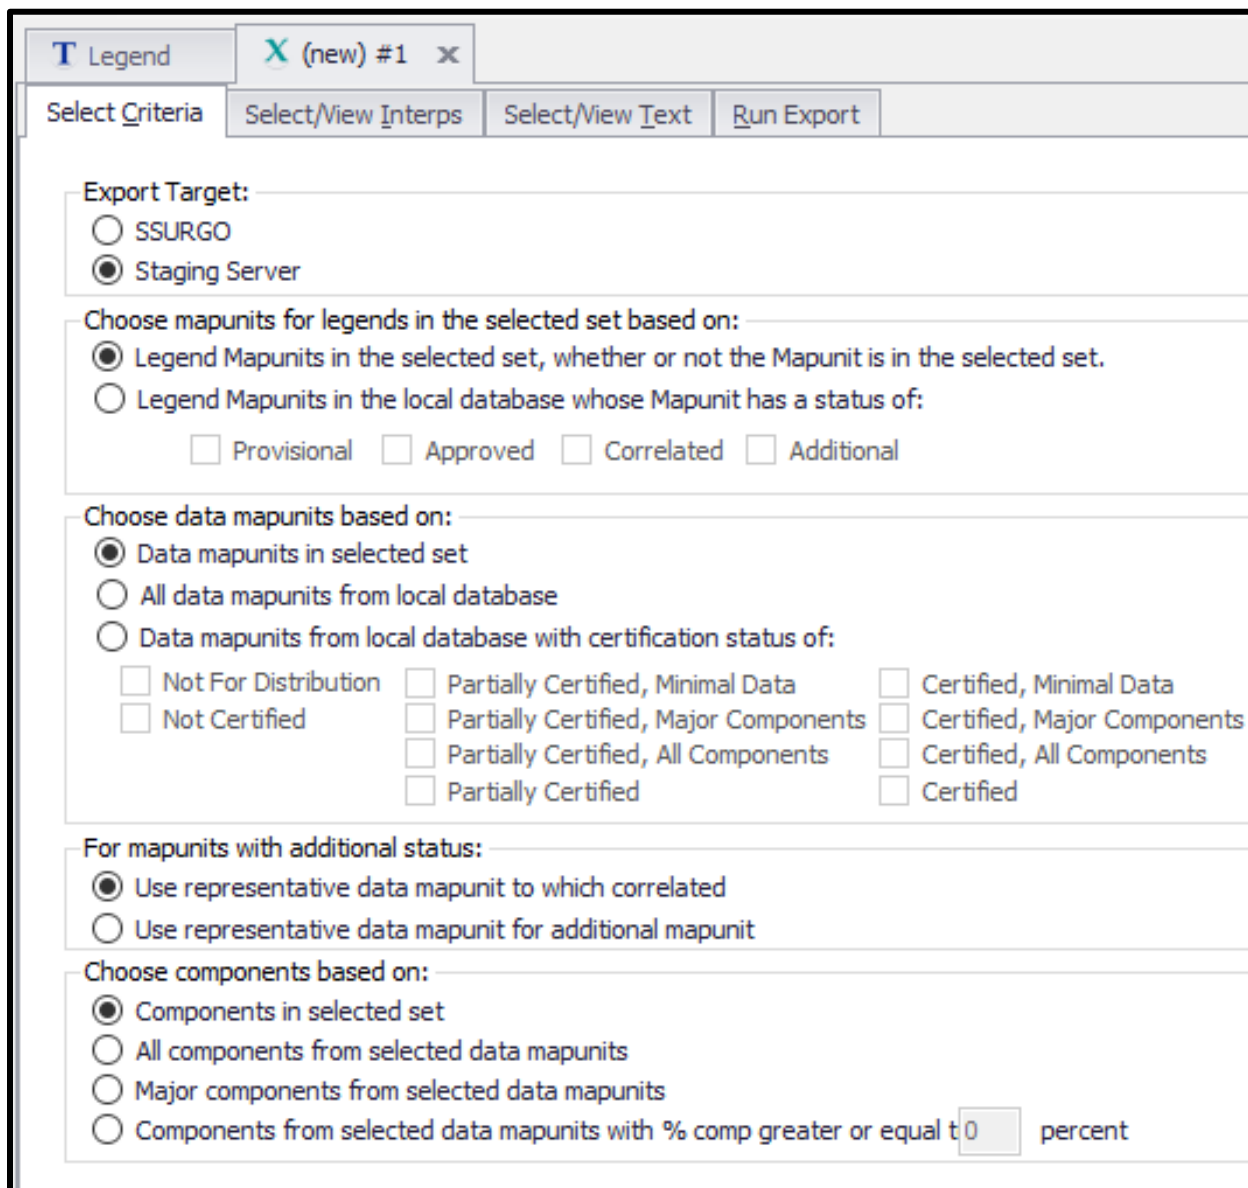 T Legend X (new) #1 x
Select Criteria Select/View Interps Select/View Text Run Export
Export Target:
SSURGO
Staging Server
Choose mapunits for legends in the selected set based on:
Legend Mapunits in the selected set, whether or not the Mapunit is in the selected set.
Legend Mapunits in the local database whose Mapunit has a status of:
Provisional Approved Correlated Additional
Choose data mapunits based on:
Data mapunits in selected set
All data mapunits from local database
Data mapunits from local database with certification status of:
Not For Distribution Partially Certified, Minimal Data Certified, Minimal Data
Not Certified Partially Certified, Major Components Certified, Major Components
Partially Certified, All Components Certified, All Components
Partially Certified Certified
For mapunits with additional status:
Use representative data mapunit to which correlated
Use representative data mapunit for additional mapunit
Choose components based on:
Components in selected set
All components from selected data mapunits
Major components from selected data mapunits
Components from selected data mapunits with % comp greater or equal t 0 percent